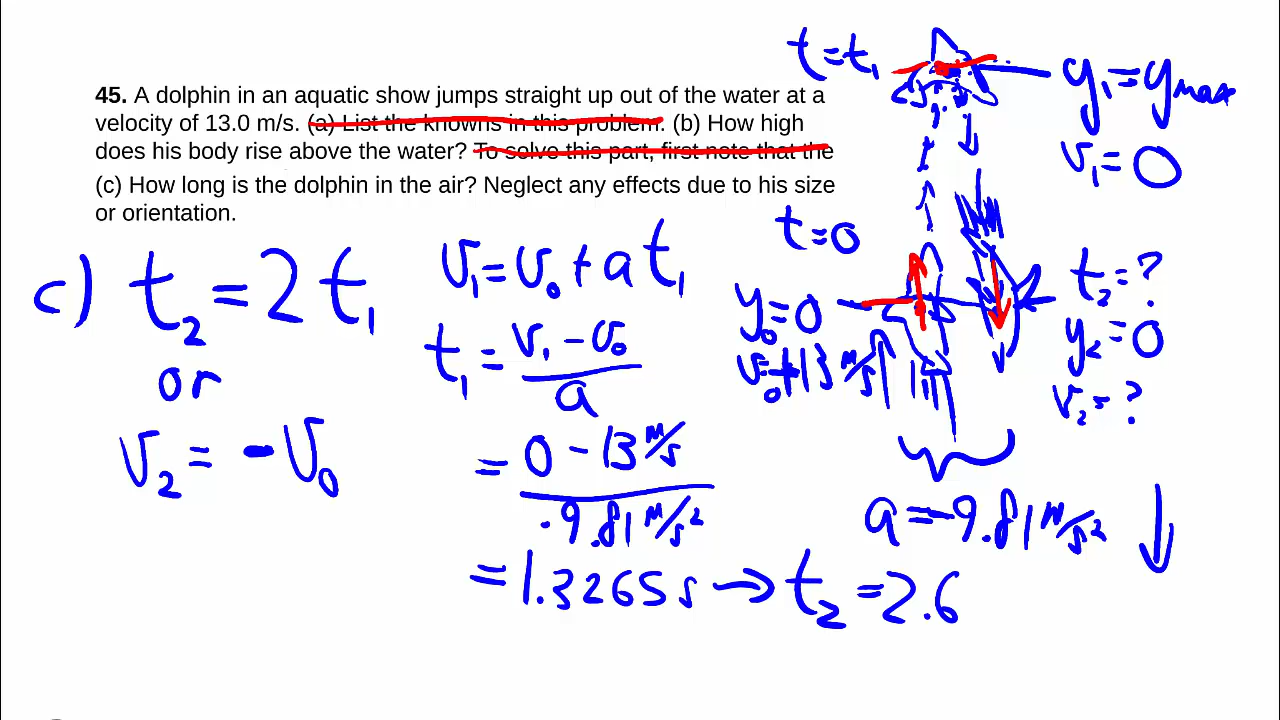 45. A dolphin in an aquatic show jumps straight up out of the water at a
velocity of 13.0 m/s. (a) List the knowns in this problem. (b) How high
does his body rise above the water? To solve this part, first note that the
(c) How long is the dolphin in the air? Neglect any effects due to his size
or orientation.
t=t₁
y₁=yₘₐₓ
v₁=0
t=0
y₀=0
v₀=+13 m/s
t₂=?
y₂=0
v₂=?
a=-9.81 m/s²
c) t₂=2t₁
or
v₂=-v₀
v₁=v₀+at₁
t₁=(v₁-v₀)/a
=(0-13 m/s)/(-9.81 m/s²)
=1.3265 s → t₂=2.6